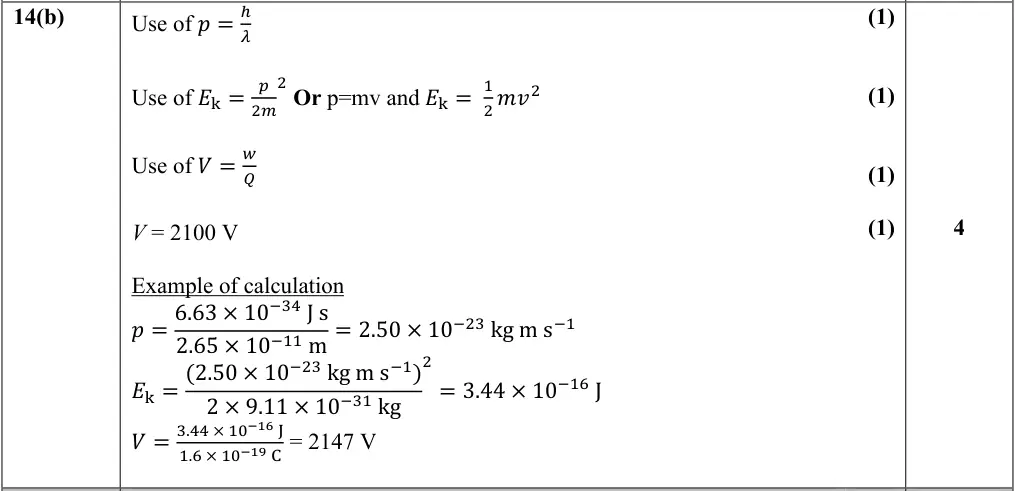 14(b)
Use of 𝑝 = ℎ/𝜆 (1)
Use of 𝐸ₖ = 𝑝/2𝑚 ² Or p=mv and 𝐸ₖ = 1/2 𝑚𝑣² (1)
Use of 𝑉 = 𝑤/𝑄 (1)
V = 2100 V (1) 4
Example of calculation
𝑝 = 6.63 × 10⁻³⁴ J s / 2.65 × 10⁻¹¹ m = 2.50 × 10⁻²³ kg m s⁻¹
𝐸ₖ = (2.50 × 10⁻²³ kg m s⁻¹)² / 2 × 9.11 × 10⁻³¹ kg = 3.44 × 10⁻¹⁶ J
𝑉 = 3.44 × 10⁻¹⁶ J / 1.6 × 10⁻¹⁹ C = 2147 V